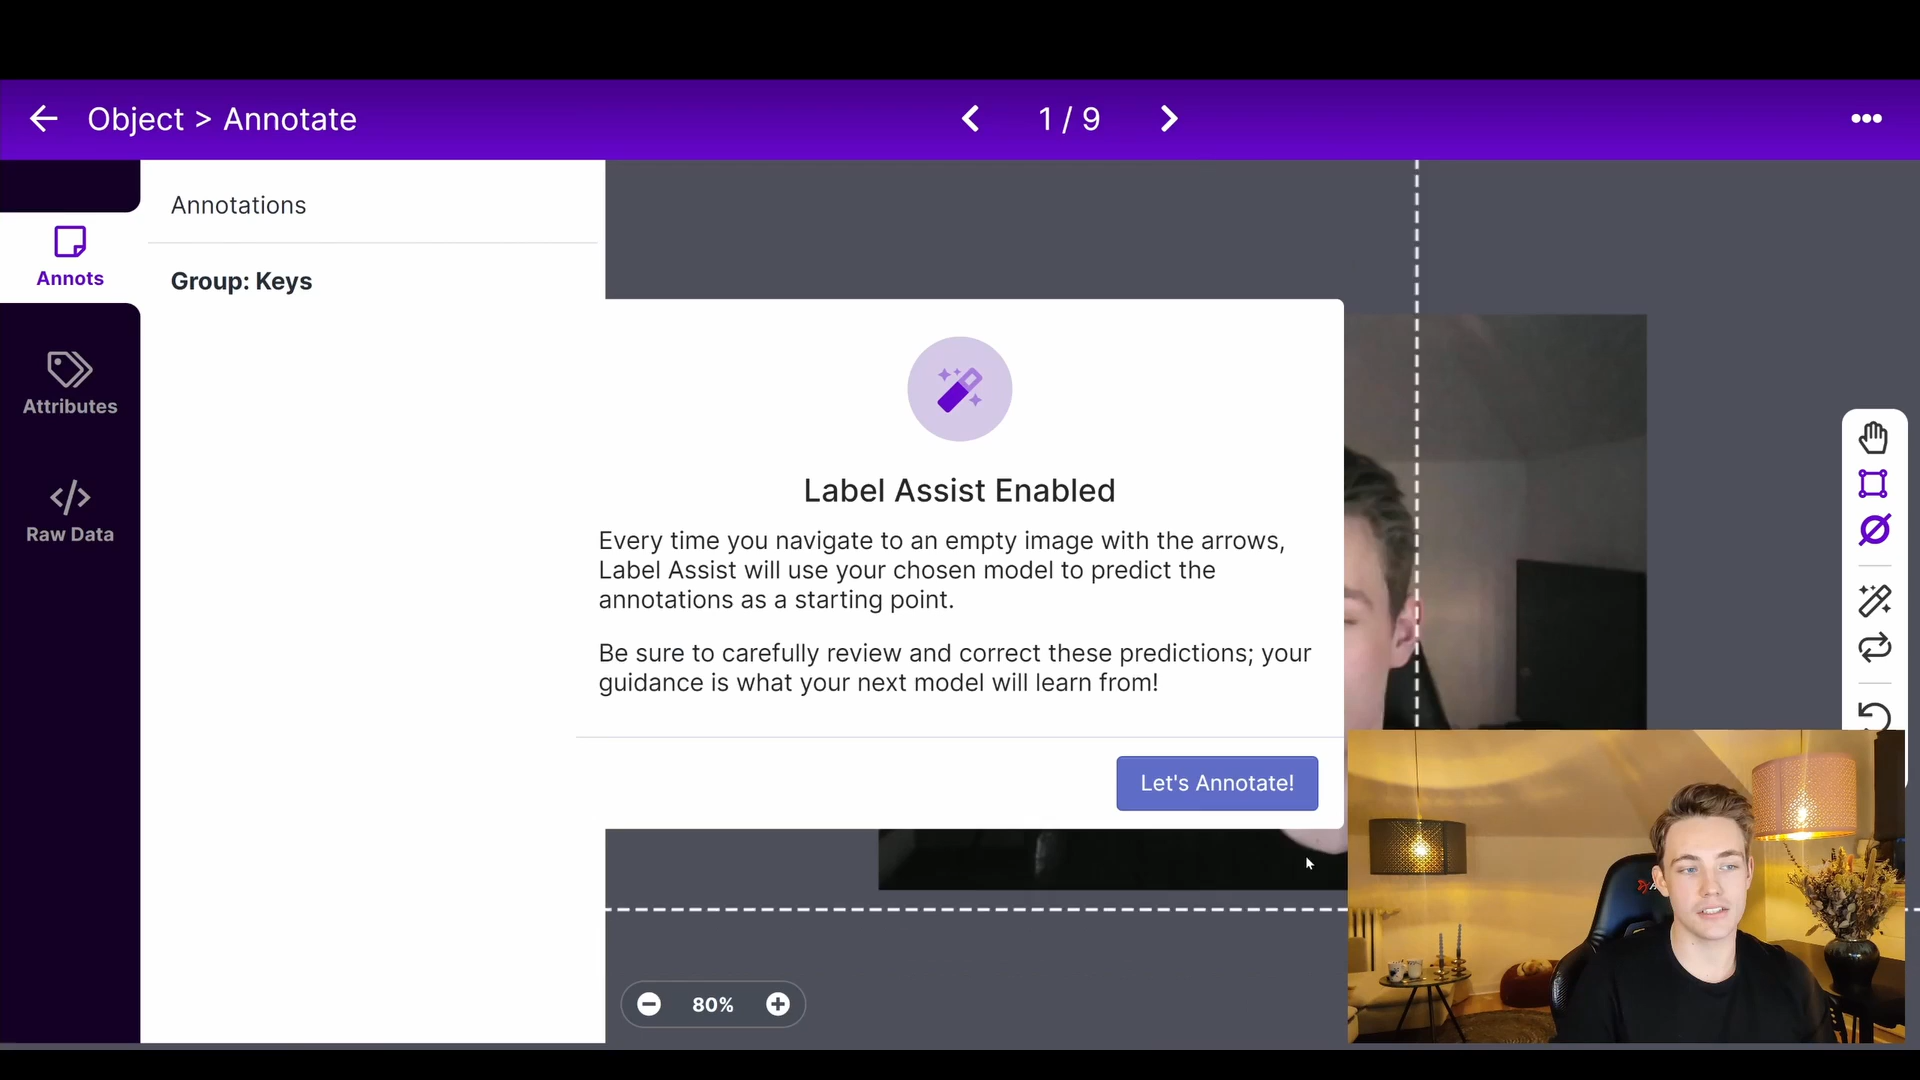 Object > Annotate
1 / 9
Annots
Attributes
Raw Data
Annotations
Group: Keys
Label Assist Enabled
Every time you navigate to an empty image with the arrows,
Label Assist will use your chosen model to predict the
annotations as a starting point.
Be sure to carefully review and correct these predictions; your
guidance is what your next model will learn from!
Let's Annotate!
80%